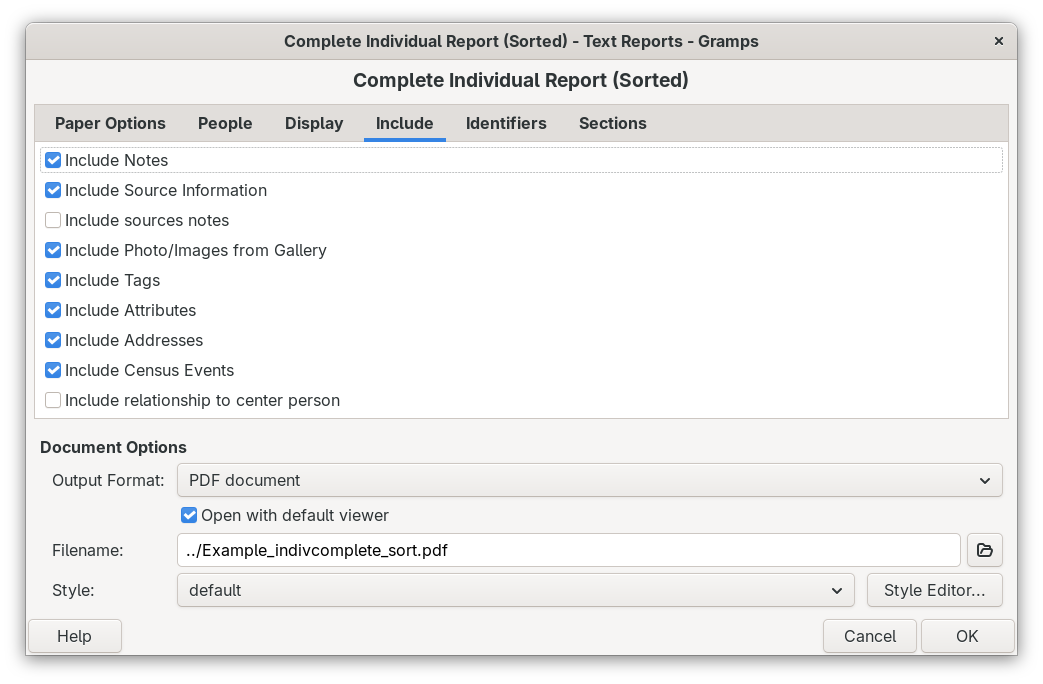 Complete Individual Report (Sorted) - Text Reports - Gramps
Complete Individual Report (Sorted)
Paper Options People Display Include Identifiers Sections
Include Notes
Include Source Information
Include sources notes
Include Photo/Images from Gallery
Include Tags
Include Attributes
Include Addresses
Include Census Events
Include relationship to center person
Document Options
Output Format: PDF document
Open with default viewer
Filename: ../Example_indivcomplete_sort.pdf
Style: default Style Editor...
Help Cancel OK